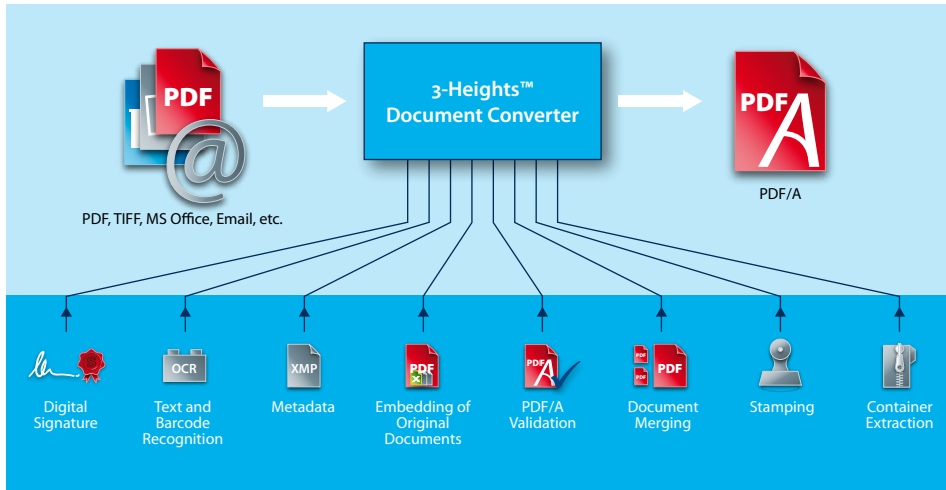 PDF
@
3-Heights™
Document Converter
PDF
A
PDF, TIFF, MS Office, Email, etc.
PDF/A
OCR
XMP
PDF
PDF
A
PDF
PDF
PDF
Digital
Signature
Text and
Barcode
Recognition
Metadata
Embedding of
Original
Documents
PDF/A
Validation
Document
Merging
Stamping
Container
Extraction